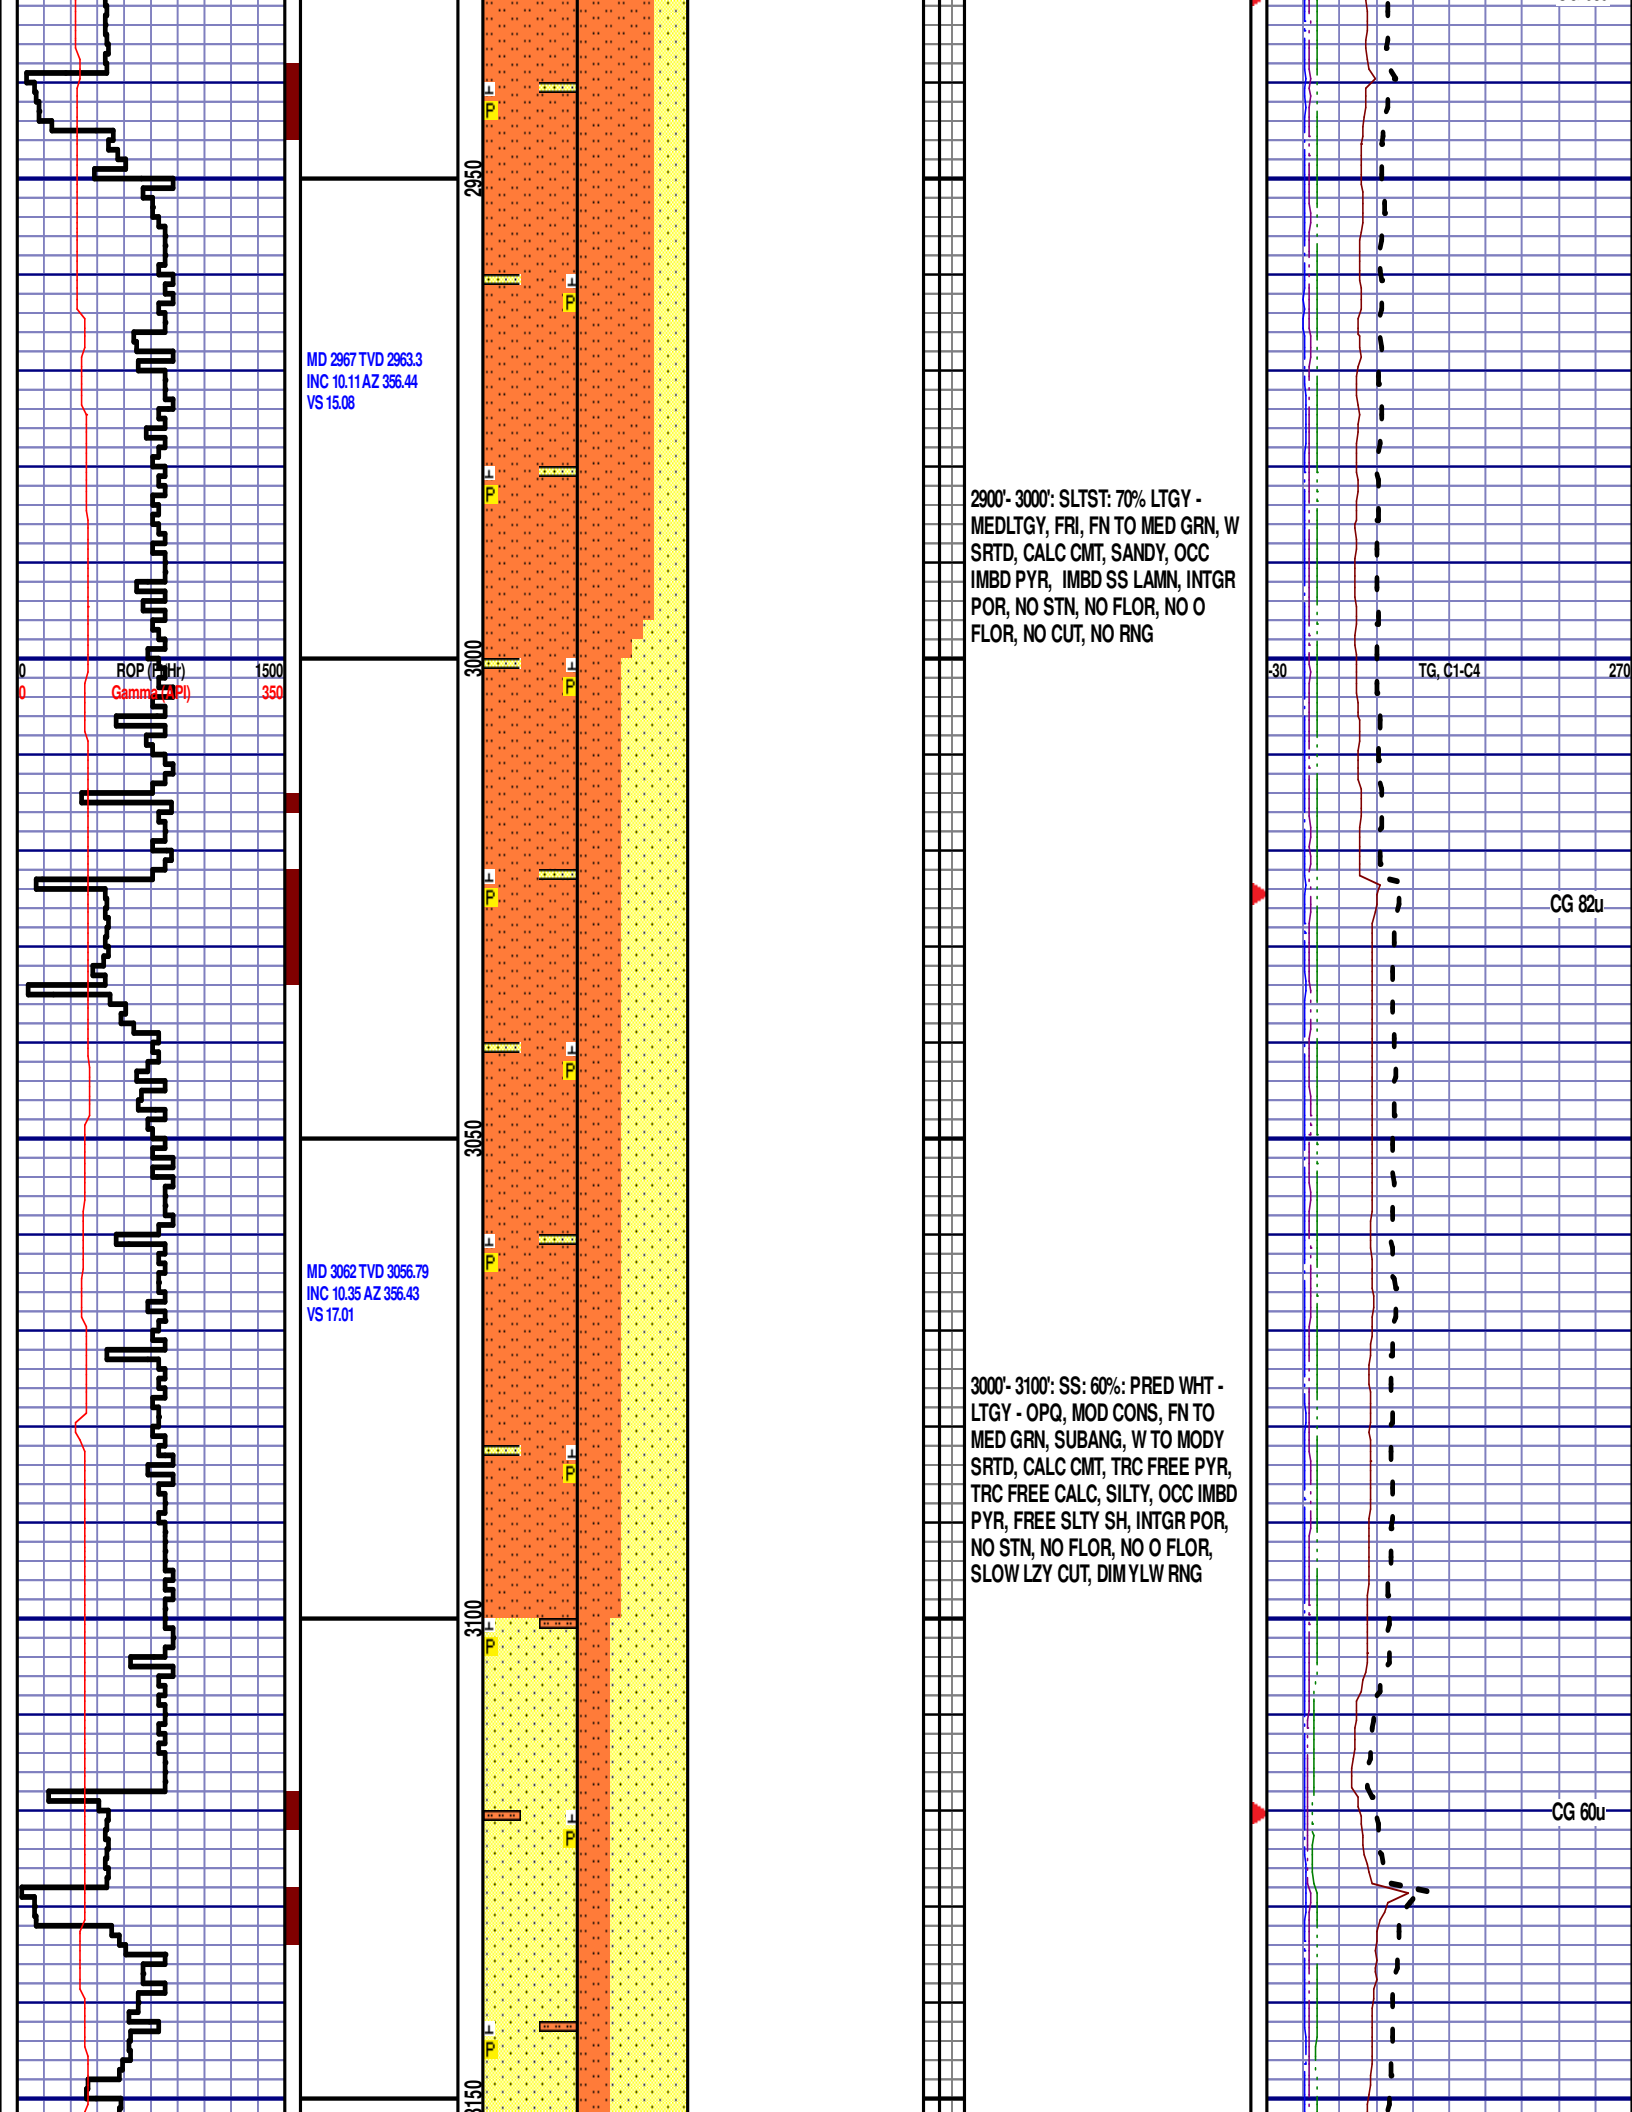 2950
MD 2967 TVD 2963.3
INC 10.11 AZ 356.44
VS 15.08
2900'- 3000': SLTST: 70% LTGY -
MEDLTGY, FRI, FN TO MED GRN, W
SRTD, CALC CMT, SANDY, OCC
IMBD PYR, IMBD SS LAMN, INTGR
POR, NO STN, NO FLOR, NO O
FLOR, NO CUT, NO RNG
3000
0 ROP (Ft/Hr) 1500
0 Gamma (API) 350
-30 TG, C1-C4 270
CG 82u
3050
MD 3062 TVD 3056.79
INC 10.35 AZ 356.43
VS 17.01
3000'- 3100': SS: 60%: PRED WHT -
LTGY - OPQ, MOD CONS, FN TO
MED GRN, SUBANG, W TO MODY
SRTD, CALC CMT, TRC FREE PYR,
TRC FREE CALC, SILTY, OCC IMBD
PYR, FREE SLTY SH, INTGR POR,
NO STN, NO FLOR, NO O FLOR,
SLOW LZY CUT, DIM YLW RNG
3100
CG 60u
3150
P
P
P
P
P
P
P
P
P
P
P